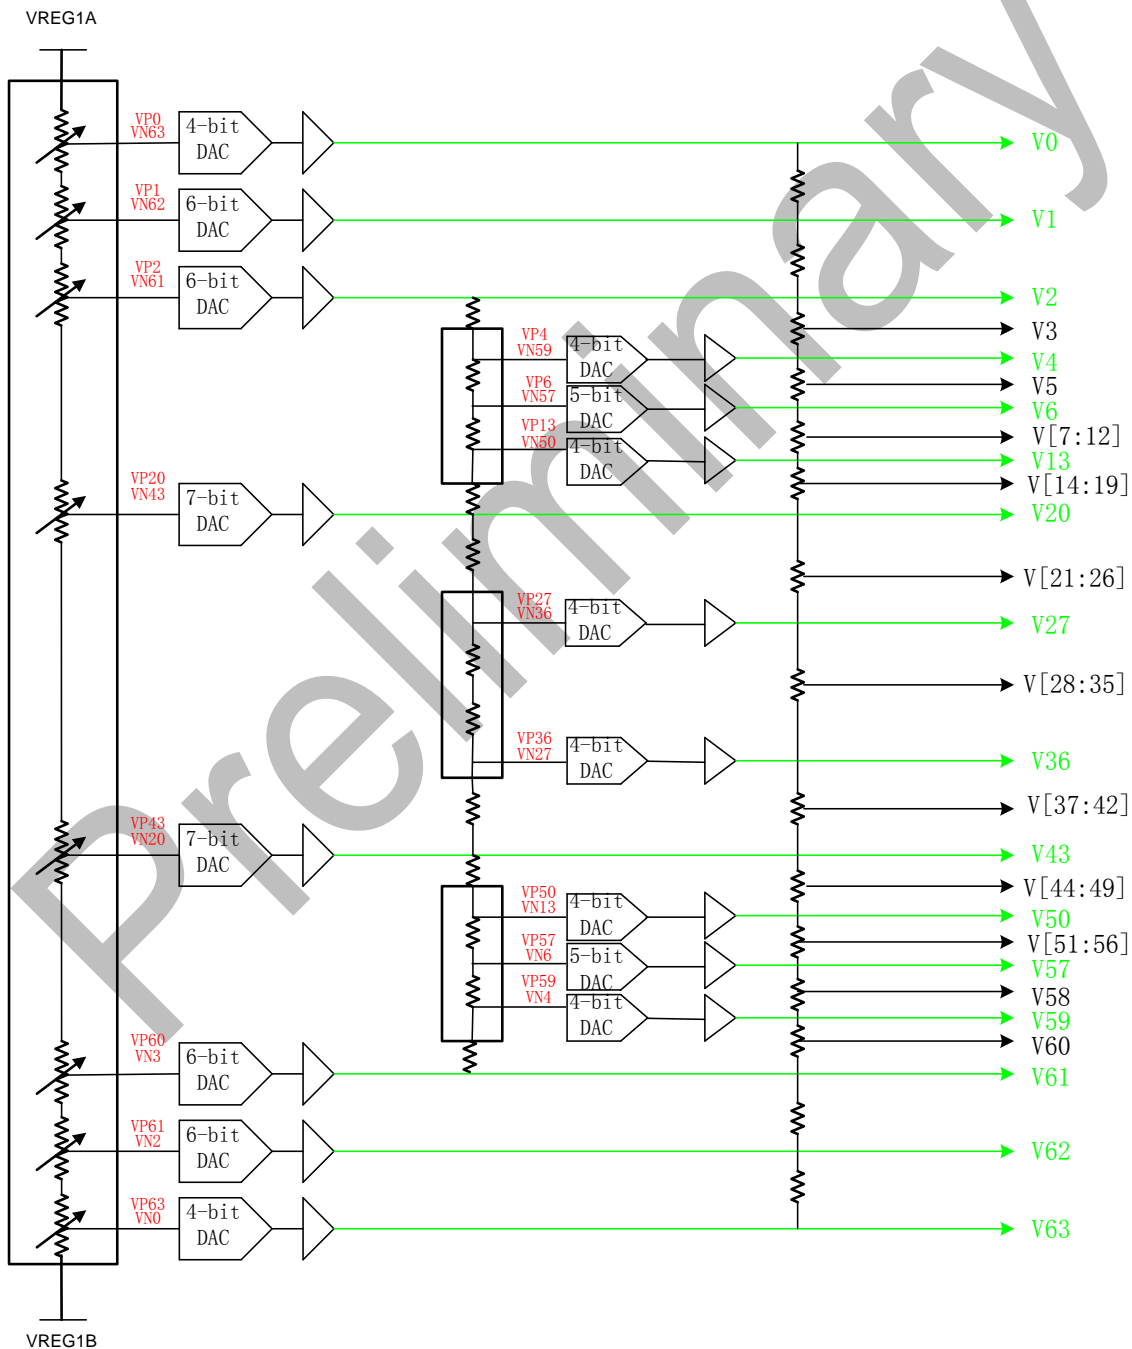 VREG1A
VP0
VN63
4-bit
DAC
V0
VP1
VN62
6-bit
DAC
V1
VP2
VN61
6-bit
DAC
V2
V3
VP4
VN59
4-bit
DAC
V4
V5
VP6
VN57
5-bit
DAC
V6
V[7:12]
VP13
VN50
4-bit
DAC
V13
V[14:19]
VP20
VN43
7-bit
DAC
V20
V[21:26]
VP27
VN36
4-bit
DAC
V27
V[28:35]
VP36
VN27
4-bit
DAC
V36
V[37:42]
VP43
VN20
7-bit
DAC
V43
V[44:49]
VP50
VN13
4-bit
DAC
V50
V[51:56]
VP57
VN6
5-bit
DAC
V57
V58
VP59
VN4
4-bit
DAC
V59
V60
VP60
VN3
6-bit
DAC
V61
VP61
VN2
6-bit
DAC
V62
VP63
VN0
4-bit
DAC
V63
VREG1B
Preliminary